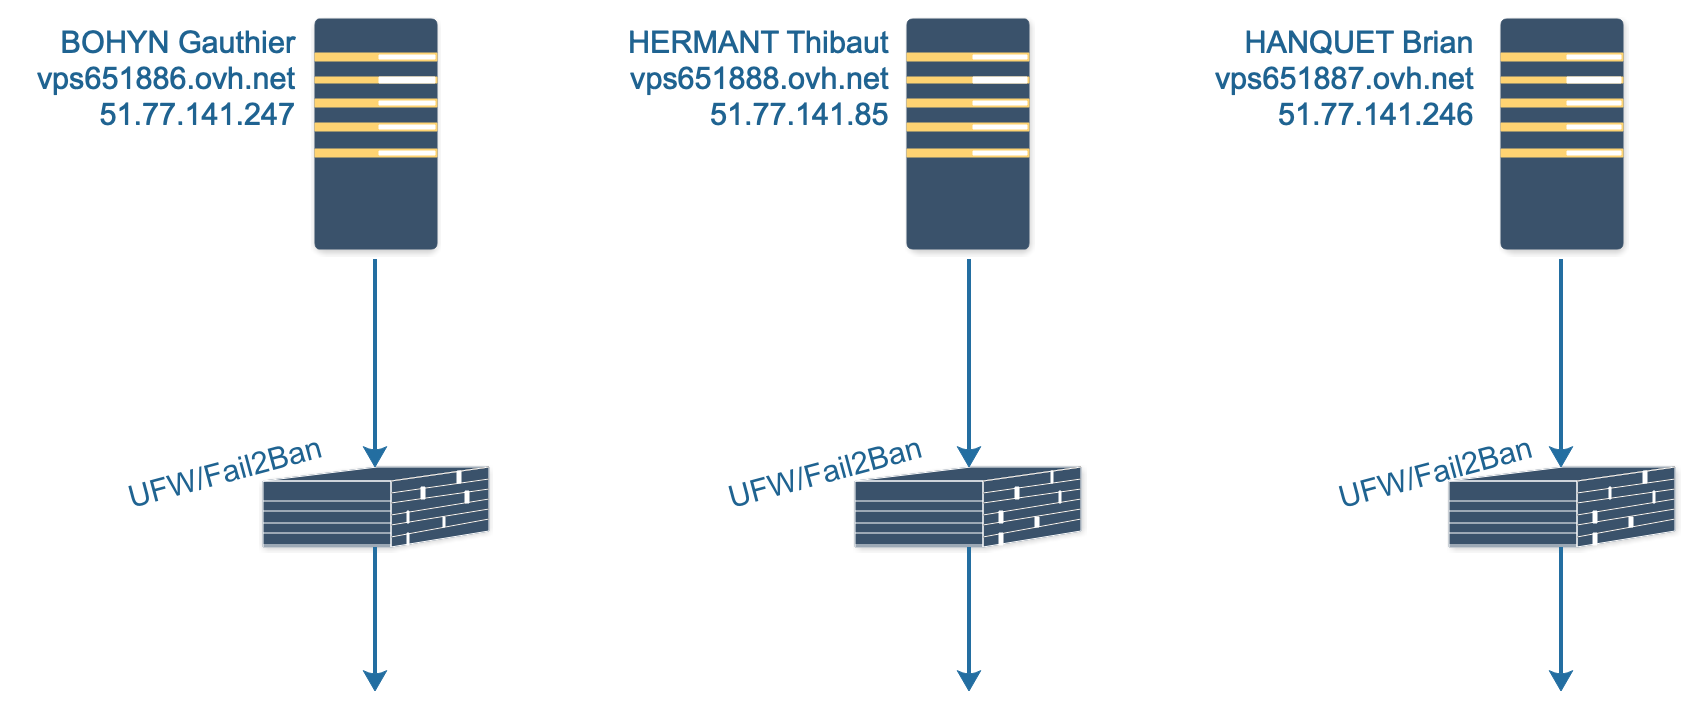 BOHYN Gauthier
vps651886.ovh.net
51.77.141.247
HERMANT Thibaut
vps651888.ovh.net
51.77.141.85
HANQUET Brian
vps651887.ovh.net
51.77.141.246
UFW/Fail2Ban
UFW/Fail2Ban
UFW/Fail2Ban